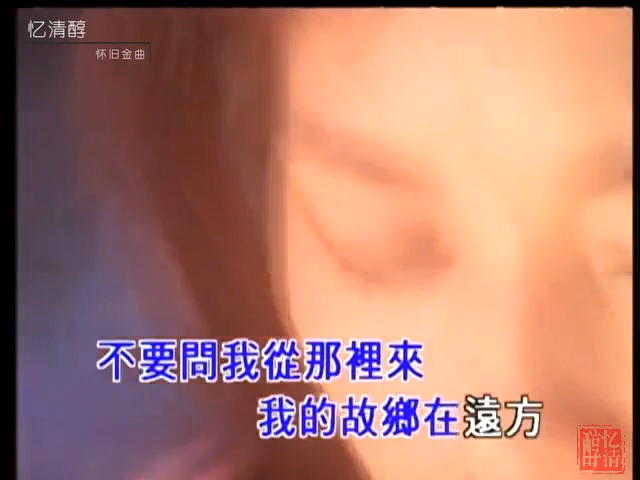 忆清醇
怀旧金曲
不要問我從那裡來
我的故鄉在遠方